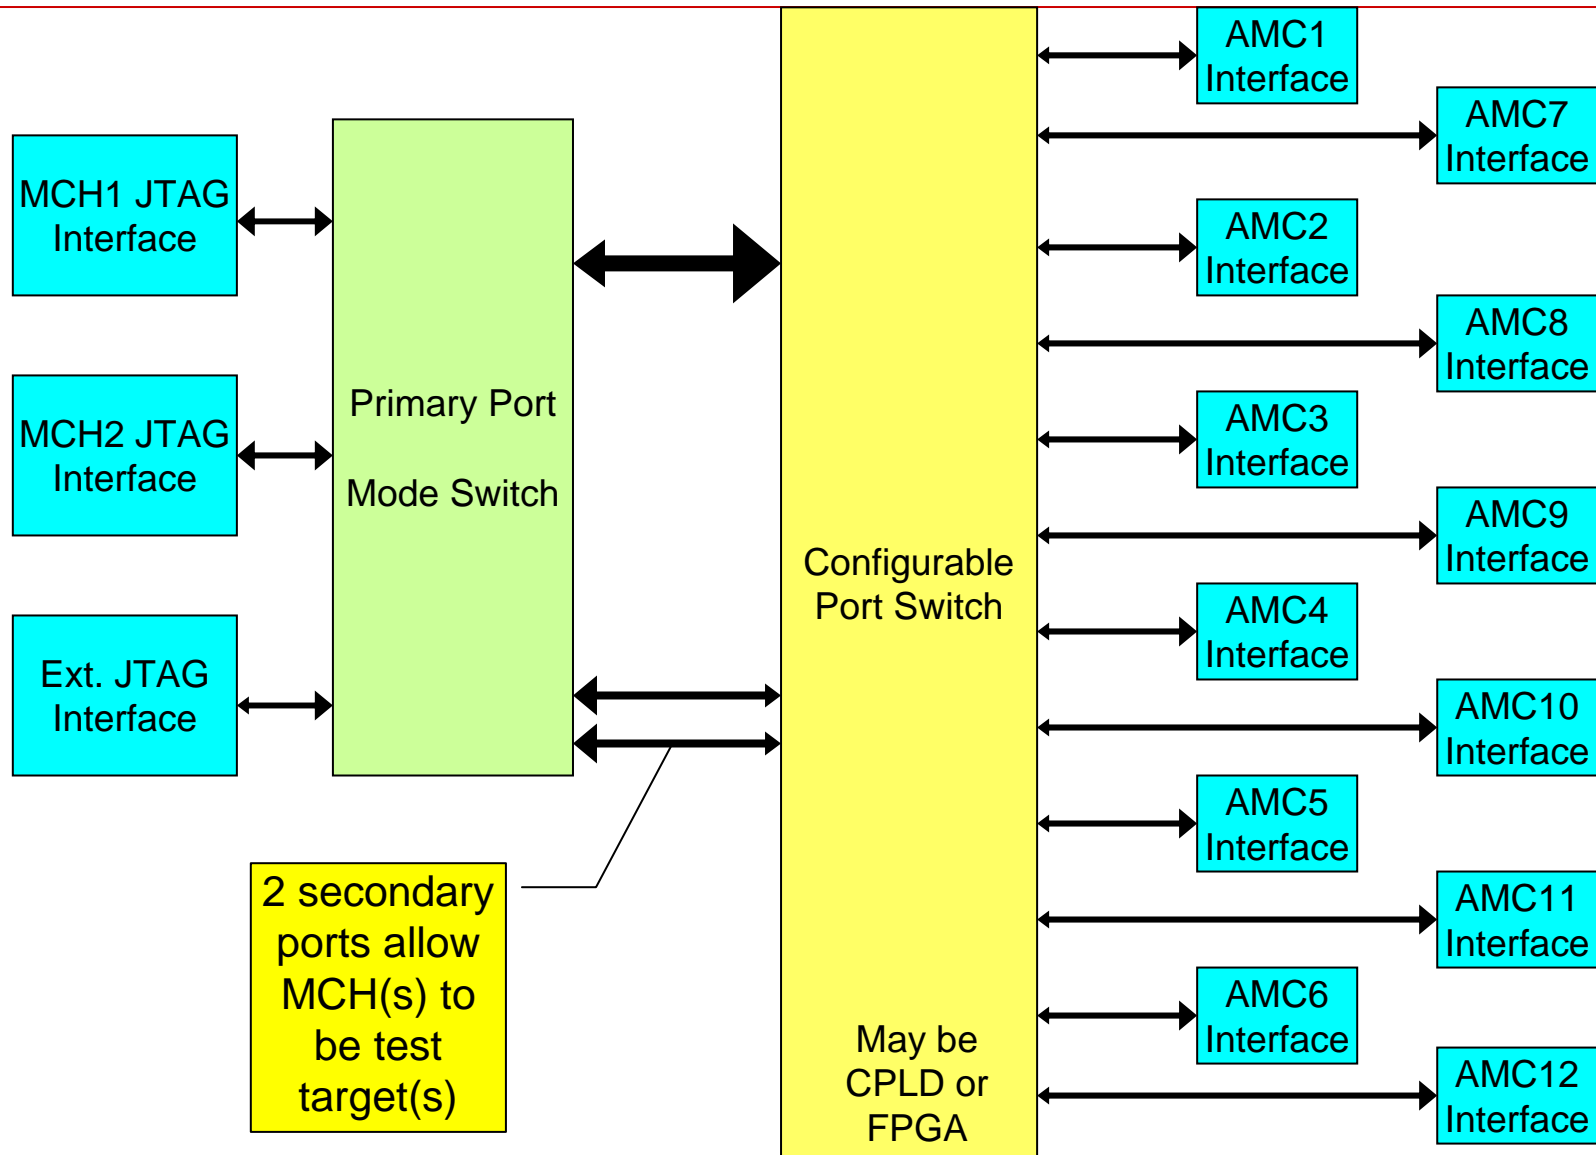 MCH1 JTAG
Interface
MCH2 JTAG
Interface
Ext. JTAG
Interface
Primary Port
Mode Switch
2 secondary
ports allow
MCH(s) to
be test
target(s)
Configurable
Port Switch
May be
CPLD or
FPGA
AMC1
Interface
AMC7
Interface
AMC2
Interface
AMC8
Interface
AMC3
Interface
AMC9
Interface
AMC4
Interface
AMC10
Interface
AMC5
Interface
AMC11
Interface
AMC6
Interface
AMC12
Interface